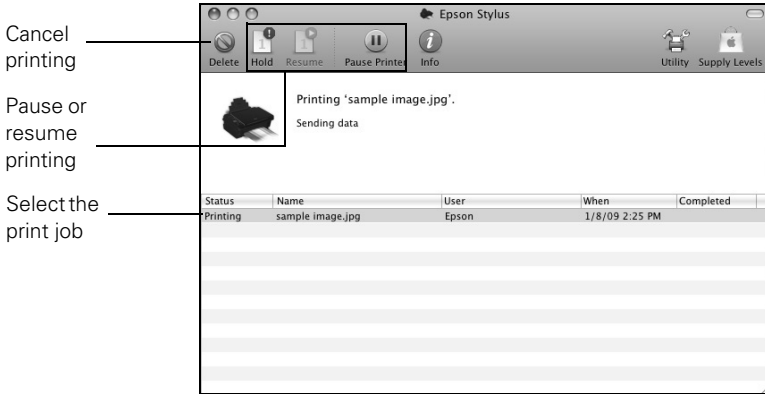 Cancel
printing
Pause or
resume
printing
Select the
print job
Epson Stylus
Delete Hold Resume Pause Printer Info Utility Supply Levels
Printing 'sample image.jpg'.
Sending data
Status Name User When Completed
Printing sample image.jpg Epson 1/8/09 2:25 PM